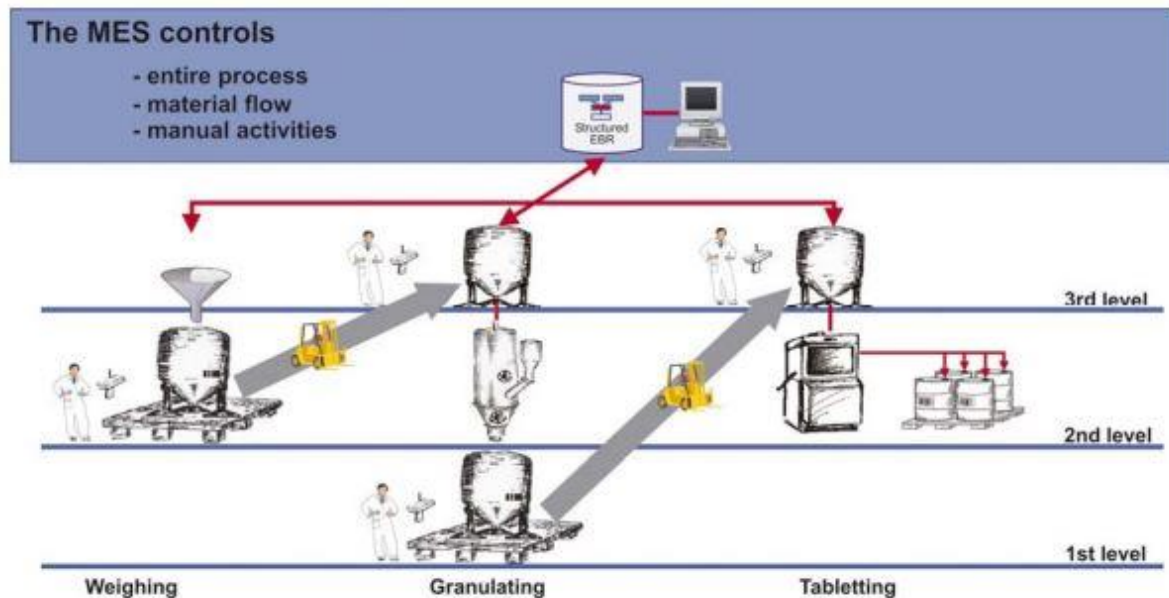 The MES controls
- entire process
- material flow
- manual activities
Structured
EBR
3rd level
2nd level
1st level
Weighing
Granulating
Tabletting